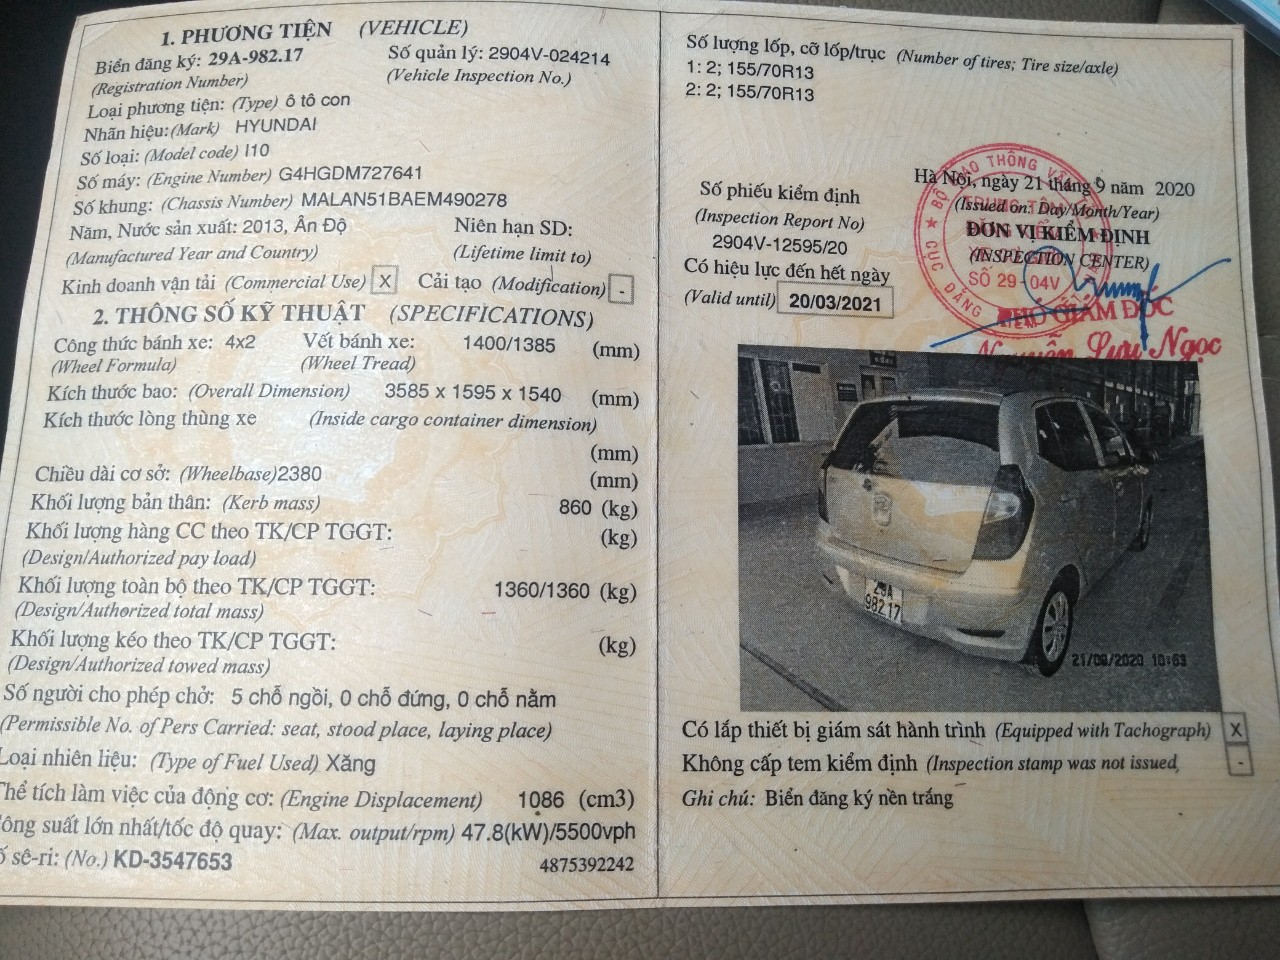 1. PHƯƠNG TIỆN (VEHICLE)
Biển đăng ký: 29A-982.17 Số quản lý: 2904V-024214
(Registration Number) (Vehicle Inspection No.)
Loại phương tiện: (Type) ô tô con
Nhãn hiệu:(Mark) HYUNDAI
Số loại: (Model code) I10
Số máy: (Engine Number) G4HGDM727641
Số khung: (Chassis Number) MALAN51BAEM490278
Năm, Nước sản xuất: 2013, Ấn Độ Niên hạn SD:
(Manufactured Year and Country) (Lifetime limit to)
Kinh doanh vận tải (Commercial Use) X Cải tạo (Modification) -
2. THÔNG SỐ KỸ THUẬT (SPECIFICATIONS)
Công thức bánh xe: 4x2 Vết bánh xe: 1400/1385 (mm)
(Wheel Formula) (Wheel Tread)
Kích thước bao: (Overall Dimension) 3585 x 1595 x 1540 (mm)
Kích thước lòng thùng xe (Inside cargo container dimension)
(mm)
Chiều dài cơ sở: (Wheelbase)2380 (mm)
Khối lượng bản thân: (Kerb mass) 860 (kg)
Khối lượng hàng CC theo TK/CP TGGT: (kg)
(Design/Authorized pay load)
Khối lượng toàn bộ theo TK/CP TGGT: 1360/1360 (kg)
(Design/Authorized total mass)
Khối lượng kéo theo TK/CP TGGT: (kg)
(Design/Authorized towed mass)
Số người cho phép chở: 5 chỗ ngồi, 0 chỗ đứng, 0 chỗ nằm
(Permissible No. of Pers Carried: seat, stood place, laying place)
Loại nhiên liệu: (Type of Fuel Used) Xăng
Thể tích làm việc của động cơ: (Engine Displacement) 1086 (cm3)
Công suất lớn nhất/tốc độ quay: (Max. output/rpm) 47.8(kW)/5500vph
Số sê-ri: (No.) KD-3547653 4875392242
Số lượng lốp, cỡ lốp/trục (Number of tires; Tire size/axle)
1: 2; 155/70R13
2: 2; 155/70R13
Hà Nội, ngày 21 tháng 9 năm 2020
(Issued on: Day/Month/Year)
ĐƠN VỊ KIỂM ĐỊNH
(INSPECTION CENTER)
Số phiếu kiểm định
(Inspection Report No)
2904V-12595/20
Có hiệu lực đến hết ngày
(Valid until) 20/03/2021
SỐ 29 - 04V
PHÓ GIÁM ĐỐC
Nguyễn Lưu Ngọc
29A
982.17
21/09/2020
Có lắp thiết bị giám sát hành trình (Equipped with Tachograph) X
Không cấp tem kiểm định (Inspection stamp was not issued) -
Ghi chú: Biển đăng ký nền trắng